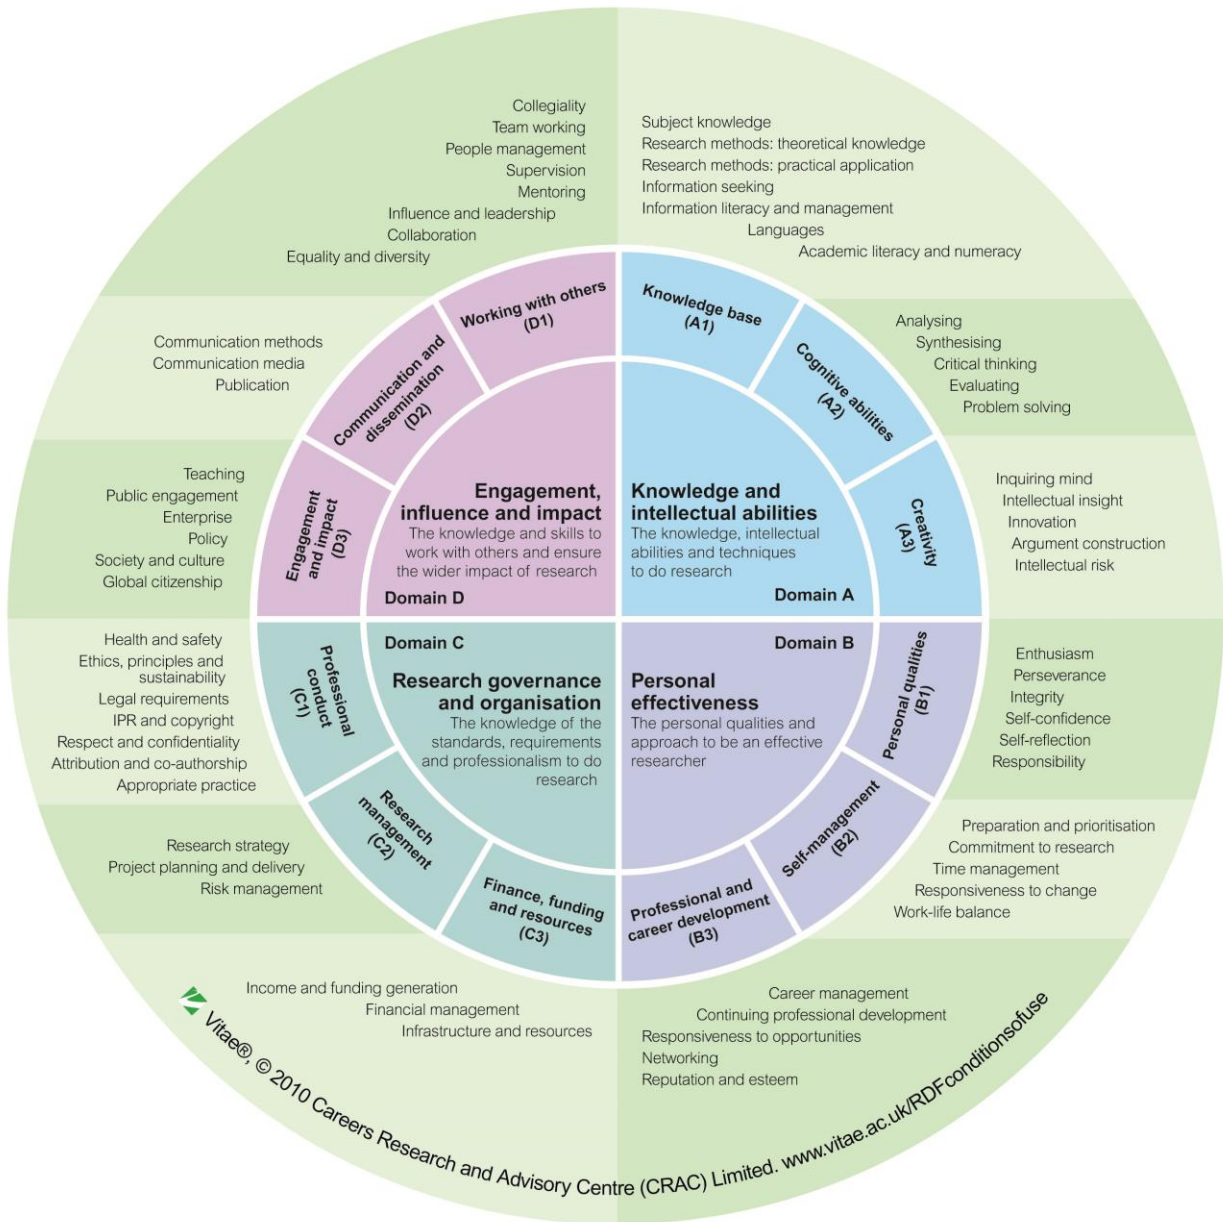 Collegiality
Team working
People management
Supervision
Mentoring
Influence and leadership
Collaboration
Equality and diversity
Subject knowledge
Research methods: theoretical knowledge
Research methods: practical application
Information seeking
Information literacy and management
Languages
Academic literacy and numeracy
Working with others
(D1)
Knowledge base
(A1)
Communication methods
Communication media
Publication
Communication and
dissemination
(D2)
Cognitive abilities
(A2)
Analysing
Synthesising
Critical thinking
Evaluating
Problem solving
Teaching
Public engagement
Enterprise
Policy
Society and culture
Global citizenship
Engagement
and impact
(D3)
Engagement,
influence and impact
The knowledge and skills to
work with others and ensure
the wider impact of research
Domain D
Knowledge and
intellectual abilities
The knowledge, intellectual
abilities and techniques
to do research
Domain A
Creativity
(A3)
Inquiring mind
Intellectual insight
Innovation
Argument construction
Intellectual risk
Health and safety
Ethics, principles and
sustainability
Legal requirements
IPR and copyright
Respect and confidentiality
Attribution and co-authorship
Appropriate practice
Professional
conduct
(C1)
Domain C
Research governance
and organisation
The knowledge of the
standards, requirements
and professionalism to do
research
Domain B
Personal
effectiveness
The personal qualities and
approach to be an effective
researcher
Personal qualities
(B1)
Enthusiasm
Perseverance
Integrity
Self-confidence
Self-reflection
Responsibility
Research strategy
Project planning and delivery
Risk management
Research
management
(C2)
Self-management
(B2)
Preparation and prioritisation
Commitment to research
Time management
Responsiveness to change
Work-life balance
Finance, funding
and resources
(C3)
Professional and
career development
(B3)
Income and funding generation
Financial management
Infrastructure and resources
Career management
Continuing professional development
Responsiveness to opportunities
Networking
Reputation and esteem
Vitae®, © 2010 Careers Research and Advisory Centre (CRAC) Limited. www.vitae.ac.uk/RDFconditionsofuse